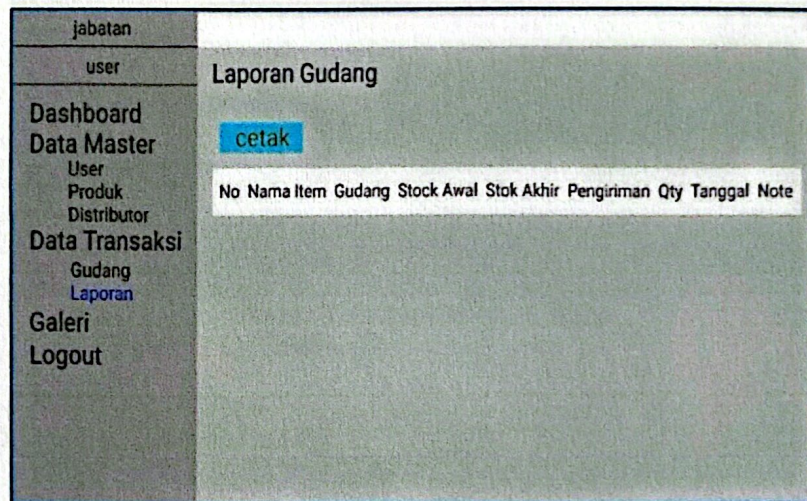 jabatan
user
Dashboard
Data Master
User
Produk
Distributor
Data Transaksi
Gudang
Laporan
Galeri
Logout
Laporan Gudang
cetak
No Nama Item Gudang Stock Awal Stok Akhir Pengiriman Qty Tanggal Note